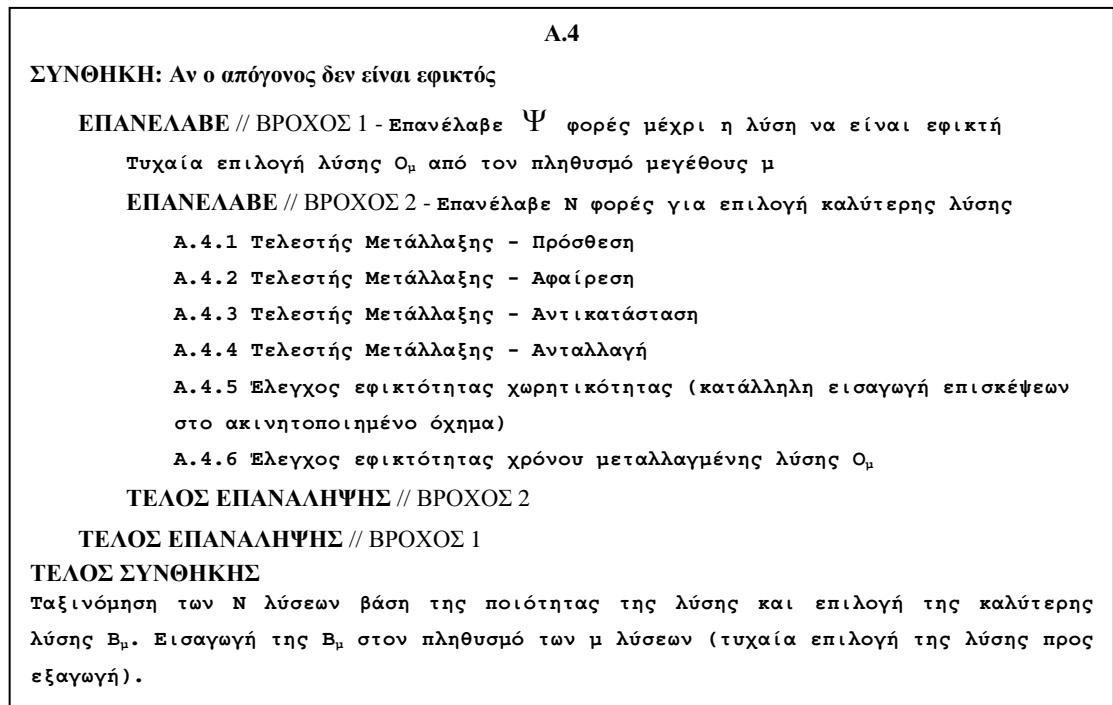 Α.4
ΣΥΝΘΗΚΗ: Αν ο απόγονος δεν είναι εφικτός
ΕΠΑΝΕΛΑΒΕ // ΒΡΟΧΟΣ 1 - Επανέλαβε Ψ φορές μέχρι η λύση να είναι εφικτή
Τυχαία επιλογή λύσης Ο_μ από τον πληθυσμό μεγέθους μ
ΕΠΑΝΕΛΑΒΕ // ΒΡΟΧΟΣ 2 - Επανέλαβε Ν φορές για επιλογή καλύτερης λύσης
Α.4.1 Τελεστής Μετάλλαξης - Πρόσθεση
Α.4.2 Τελεστής Μετάλλαξης - Αφαίρεση
Α.4.3 Τελεστής Μετάλλαξης - Αντικατάσταση
Α.4.4 Τελεστής Μετάλλαξης - Ανταλλαγή
Α.4.5 Έλεγχος εφικτότητας χωρητικότητας (κατάλληλη εισαγωγή επισκέψεων
στο ακινητοποιημένο όχημα)
Α.4.6 Έλεγχος εφικτότητας χρόνου μεταλλαγμένης λύσης Ο_μ
ΤΕΛΟΣ ΕΠΑΝΑΛΗΨΗΣ // ΒΡΟΧΟΣ 2
ΤΕΛΟΣ ΕΠΑΝΑΛΗΨΗΣ // ΒΡΟΧΟΣ 1
ΤΕΛΟΣ ΣΥΝΘΗΚΗΣ
Ταξινόμηση των Ν λύσεων βάση της ποιότητας της λύσης και επιλογή της καλύτερης
λύσης Β_μ. Εισαγωγή της Β_μ στον πληθυσμό των μ λύσεων (τυχαία επιλογή της λύσης προς
εξαγωγή).